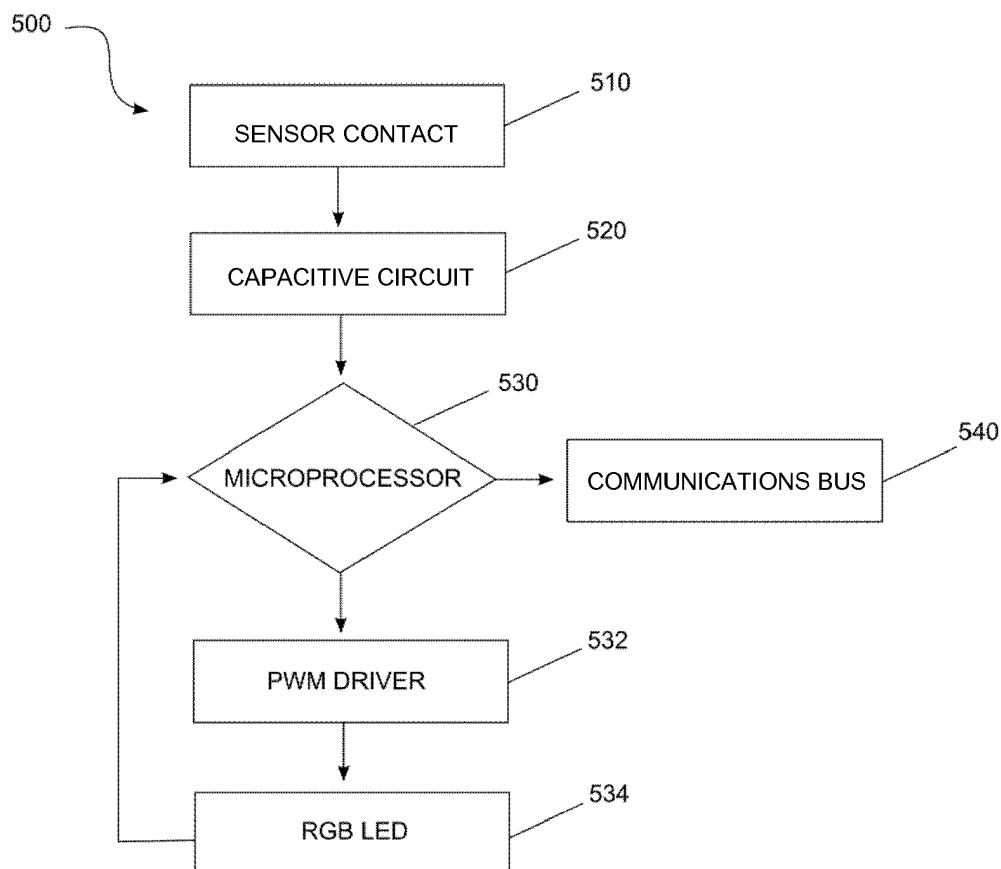 500
510
SENSOR CONTACT
520
CAPACITIVE CIRCUIT
530
MICROPROCESSOR
540
COMMUNICATIONS BUS
532
PWM DRIVER
534
RGB LED